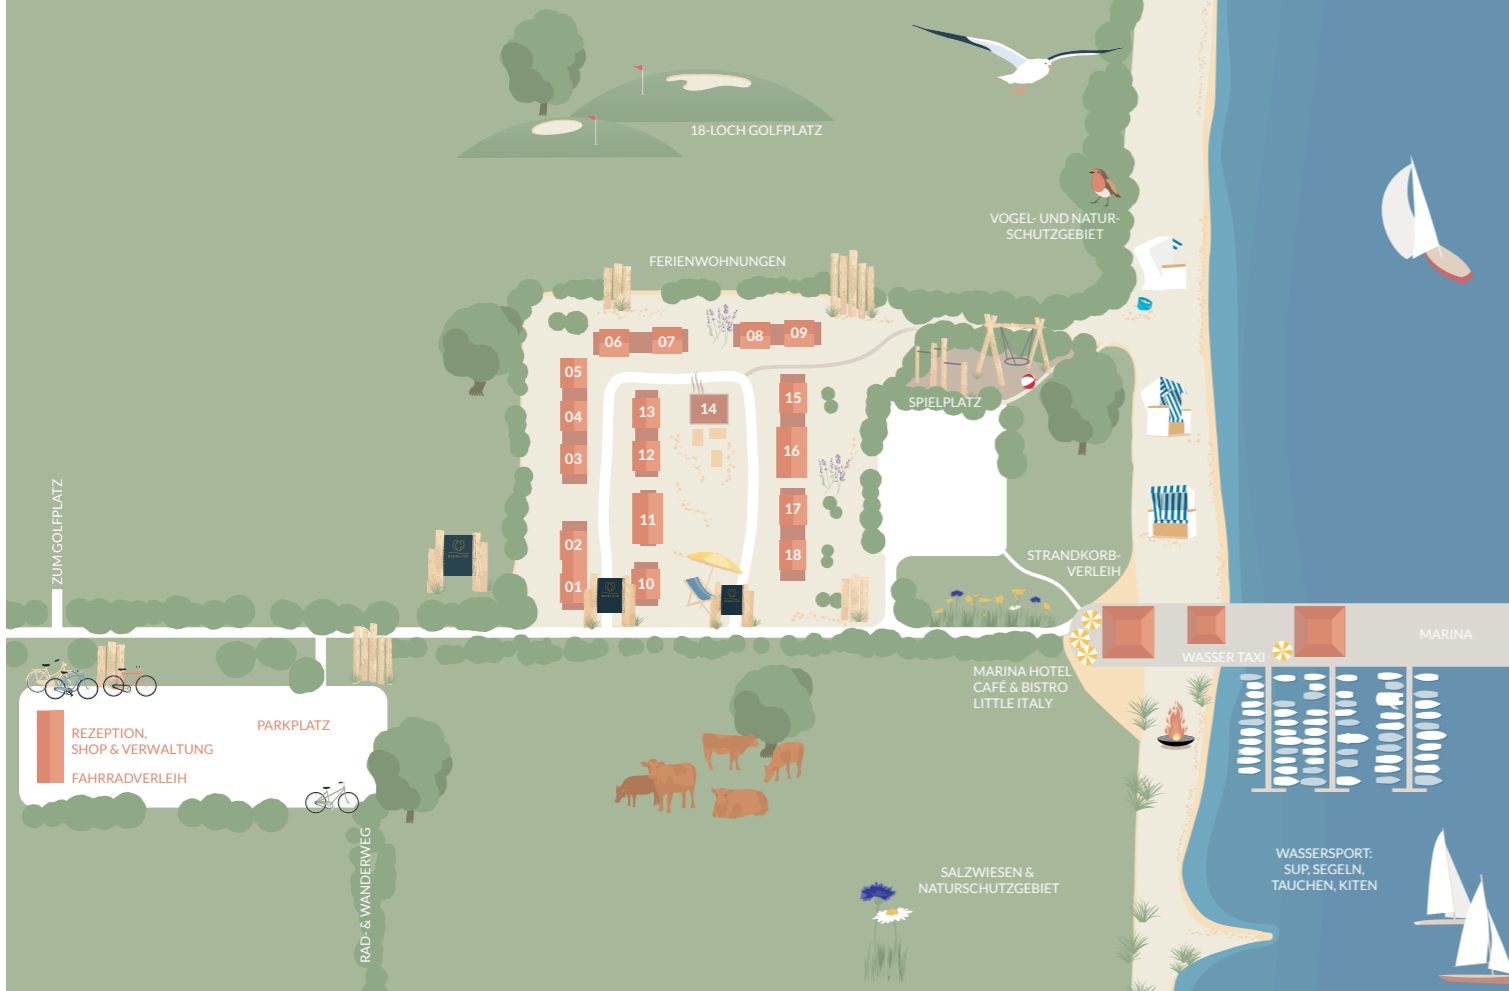 18-LOCH GOLFPLATZ
VOGEL- UND NATUR-
SCHUTZGEBIET
FERIENWOHNUNGEN
06
07
08
09
05
04
03
02
01
13
12
11
10
14
15
16
17
18
SPIELPLATZ
ZUM GOLFPLATZ
STRANDKORB-
VERLEIH
MARINA
WASSER TAXI
MARINA HOTEL
CAFÉ & BISTRO
LITTLE ITALY
PARKPLATZ
REZEPTION,
SHOP & VERWALTUNG
FAHRRADVERLEIH
RAD- & WANDERWEG
SALZWIESEN &
NATURSCHUTZGEBIET
WASSERSPORT:
SUP, SEGELN,
TAUCHEN, KITEN